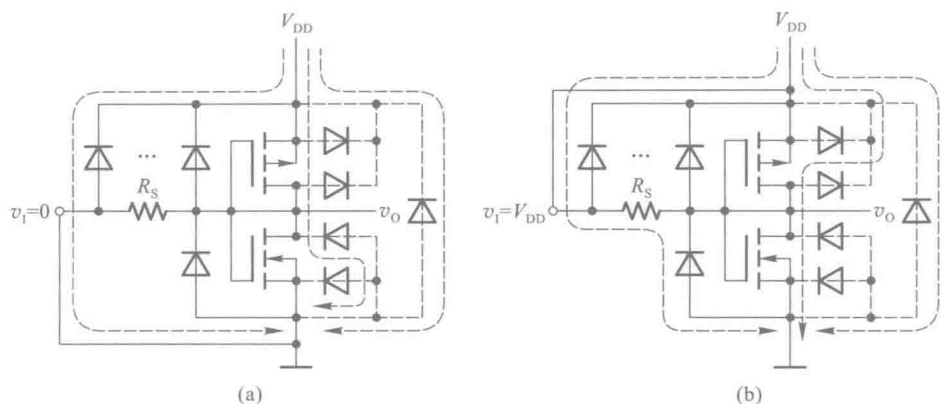 V_DD
V_DD
...
R_S
v_I=0
v_O
(a)
...
R_S
v_I=V_DD
v_O
(b)